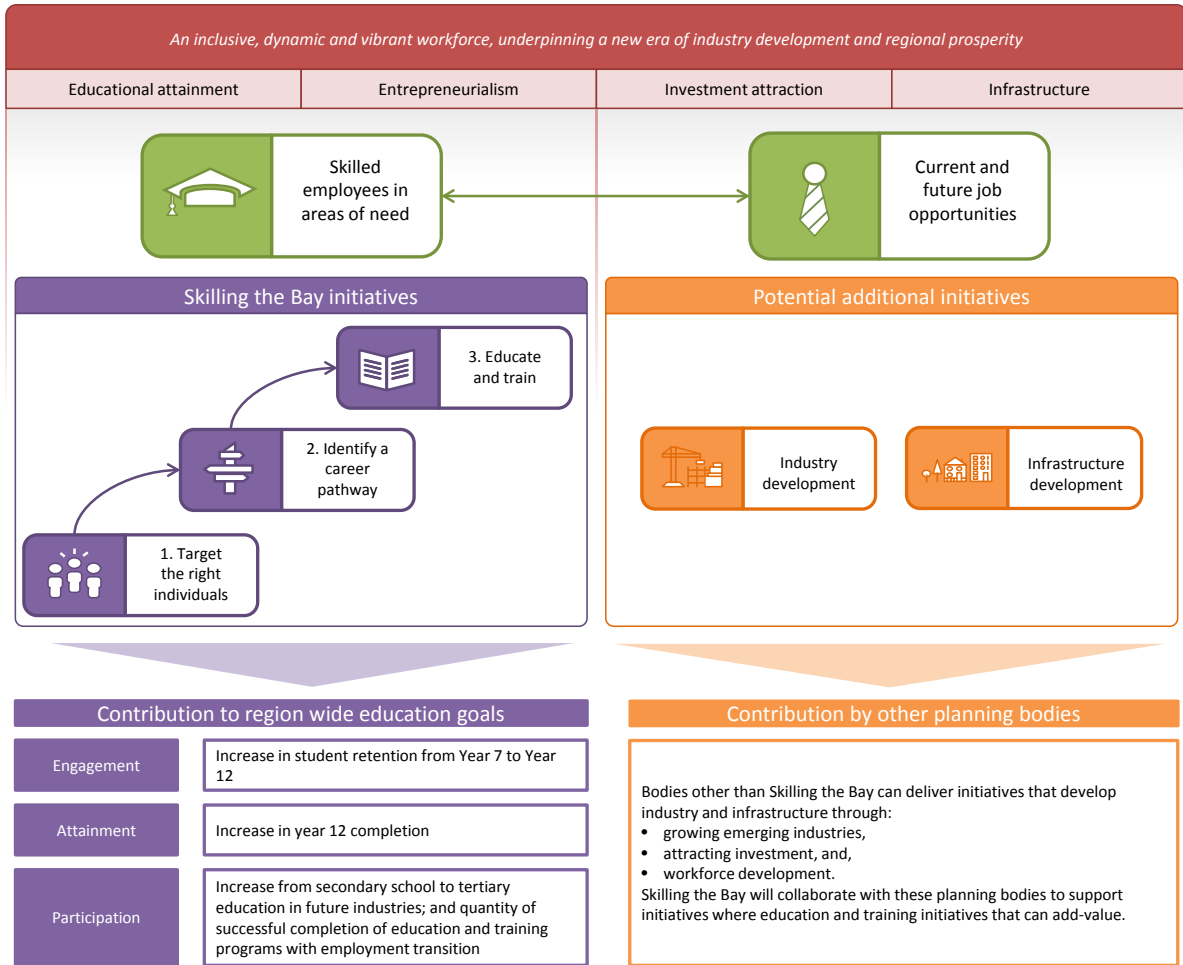 An inclusive, dynamic and vibrant workforce, underpinning a new era of industry development and regional prosperity
Educational attainment
Entrepreneurialism
Investment attraction
Infrastructure
Skilled
employees in
areas of need
Current and
future job
opportunities
Skilling the Bay initiatives
3. Educate
and train
2. Identify a
career
pathway
1. Target
the right
individuals
Potential additional initiatives
Industry
development
Infrastructure
development
Contribution to region wide education goals
Engagement
Increase in student retention from Year 7 to Year
12
Attainment
Increase in year 12 completion
Participation
Increase from secondary school to tertiary
education in future industries; and quantity of
successful completion of education and training
programs with employment transition
Contribution by other planning bodies
Bodies other than Skilling the Bay can deliver initiatives that develop
industry and infrastructure through:
• growing emerging industries,
• attracting investment, and,
• workforce development.
Skilling the Bay will collaborate with these planning bodies to support
initiatives where education and training initiatives that can add-value.